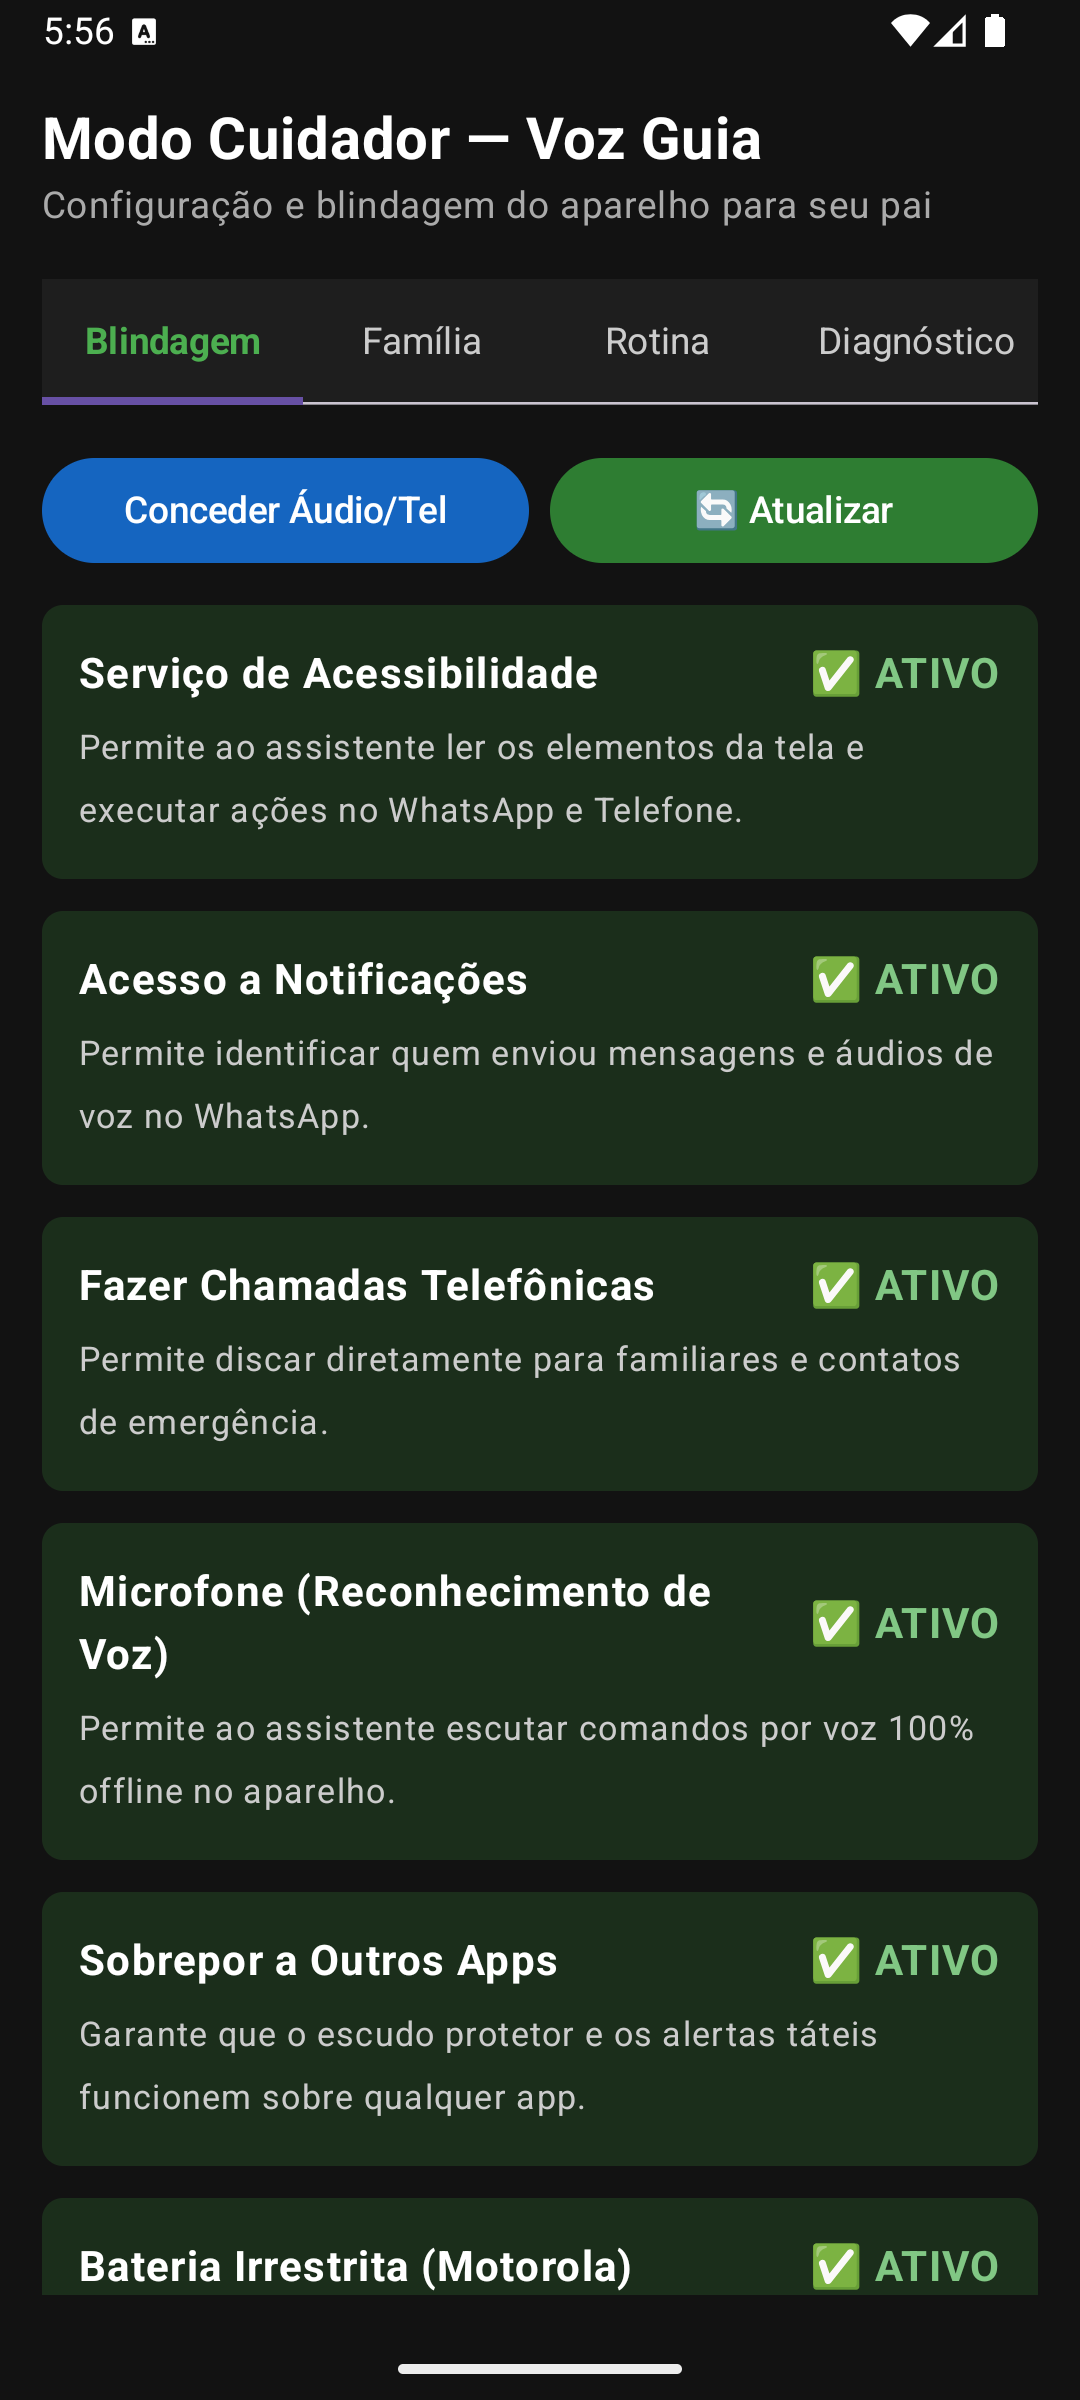 5:56
Modo Cuidador — Voz Guia
Configuração e blindagem do aparelho para seu pai
Blindagem
Família
Rotina
Diagnóstico
Conceder Áudio/Tel
🔄 Atualizar
Serviço de Acessibilidade
✅ ATIVO
Permite ao assistente ler os elementos da tela e
executar ações no WhatsApp e Telefone.
Acesso a Notificações
✅ ATIVO
Permite identificar quem enviou mensagens e áudios de
voz no WhatsApp.
Fazer Chamadas Telefônicas
✅ ATIVO
Permite discar diretamente para familiares e contatos
de emergência.
Microfone (Reconhecimento de
Voz)
✅ ATIVO
Permite ao assistente escutar comandos por voz 100%
offline no aparelho.
Sobrepor a Outros Apps
✅ ATIVO
Garante que o escudo protetor e os alertas táteis
funcionem sobre qualquer app.
Bateria Irrestrita (Motorola)
✅ ATIVO